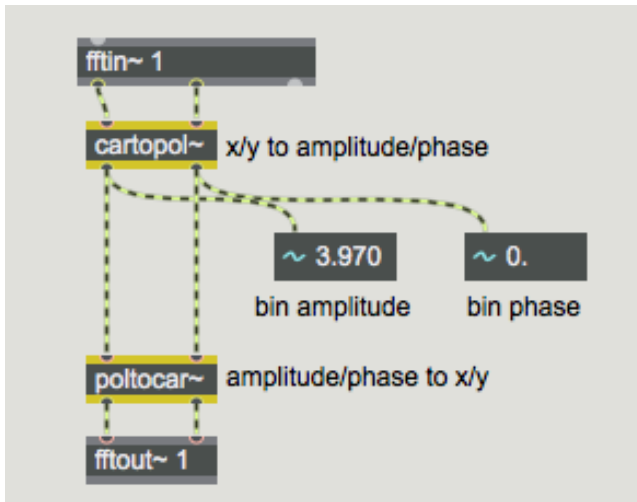 fftin~ 1
cartopol~ x/y to amplitude/phase
~ 3.970 ~ 0.
bin amplitude bin phase
poltocar~ amplitude/phase to x/y
fftout~ 1